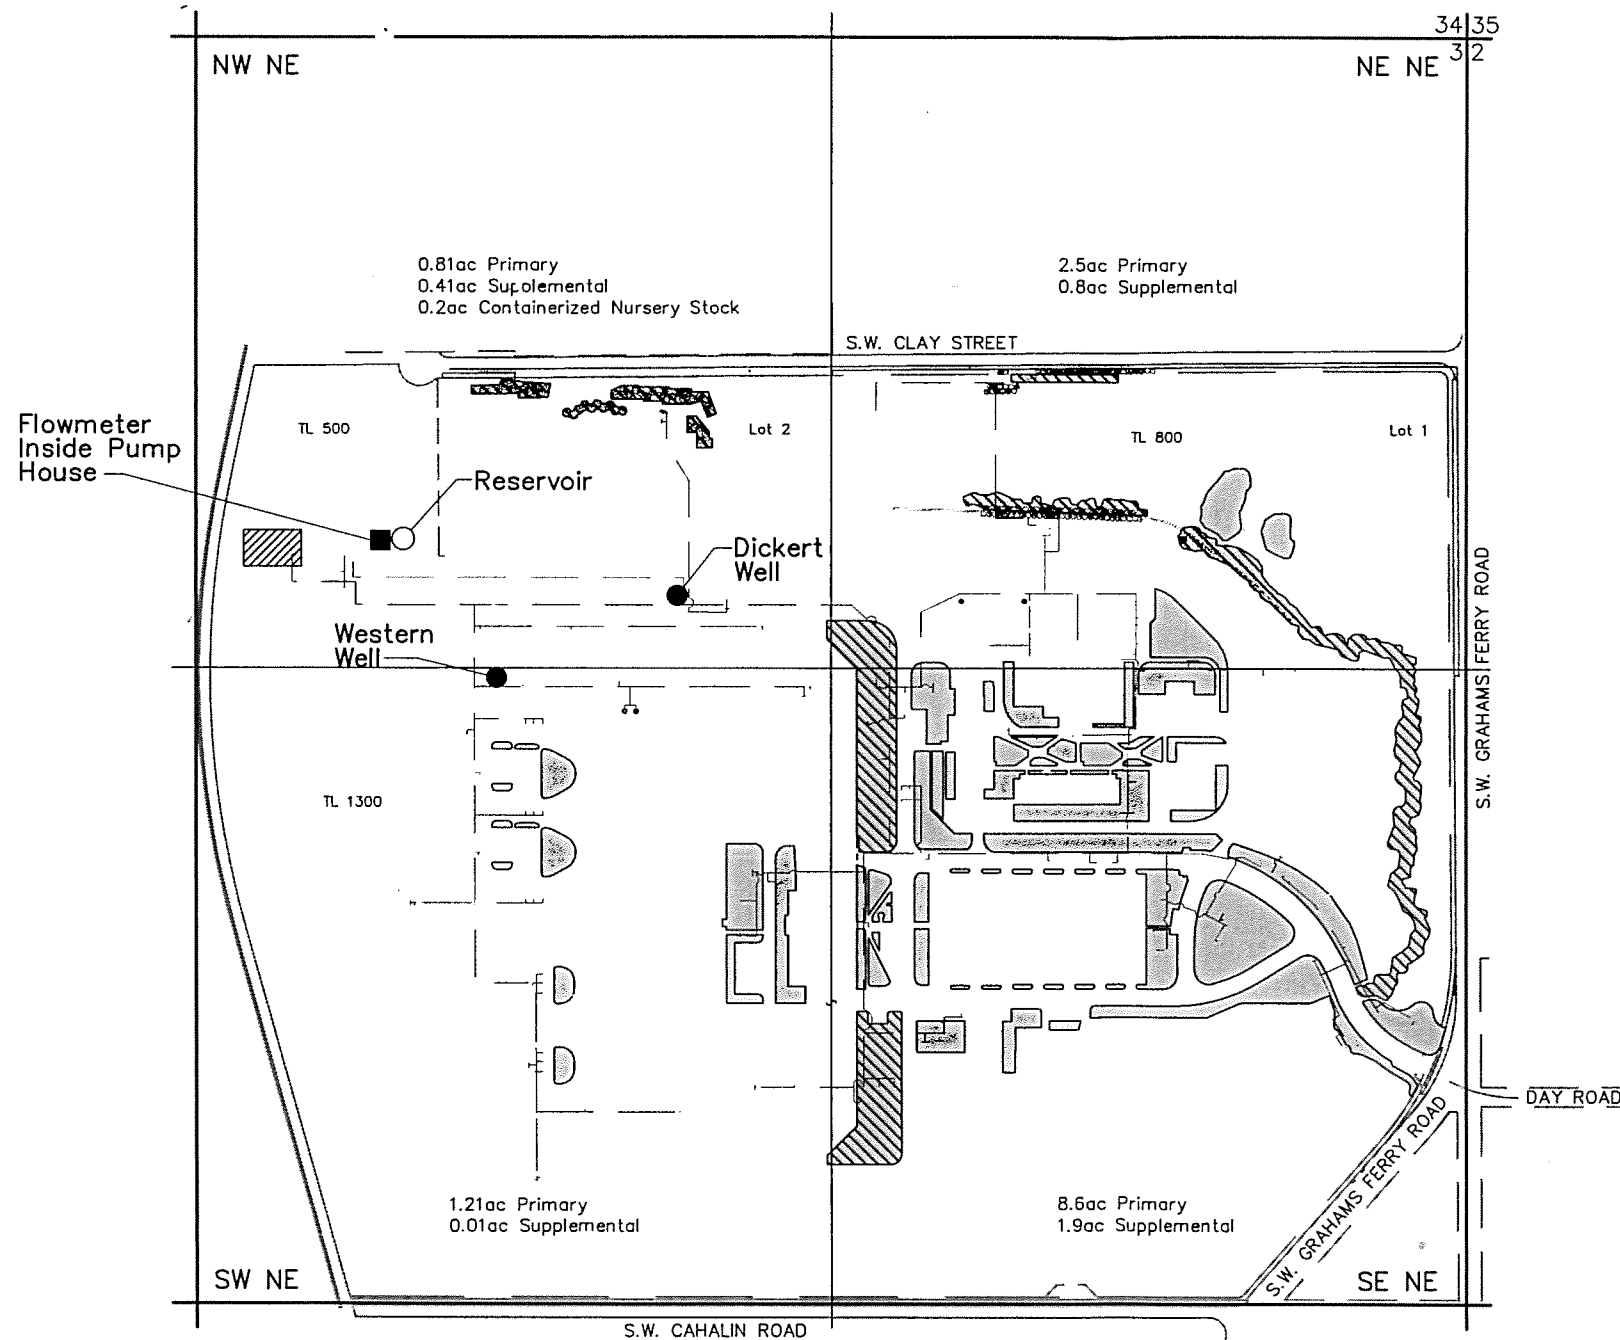 34 35
3 2
NW NE
NE NE
0.81ac Primary
0.41ac Supplemental
0.2ac Containerized Nursery Stock
2.5ac Primary
0.8ac Supplemental
S.W. CLAY STREET
Flowmeter
Inside Pump
House
TL 500
Lot 2
TL 800
Lot 1
Reservoir
Dickert
Well
Western
Well
S.W. GRAHAMS FERRY ROAD
TL 1300
DAY ROAD
S.W. GRAHAMS FERRY ROAD
1.21ac Primary
0.01ac Supplemental
8.6ac Primary
1.9ac Supplemental
SW NE
SE NE
S.W. CAHALIN ROAD